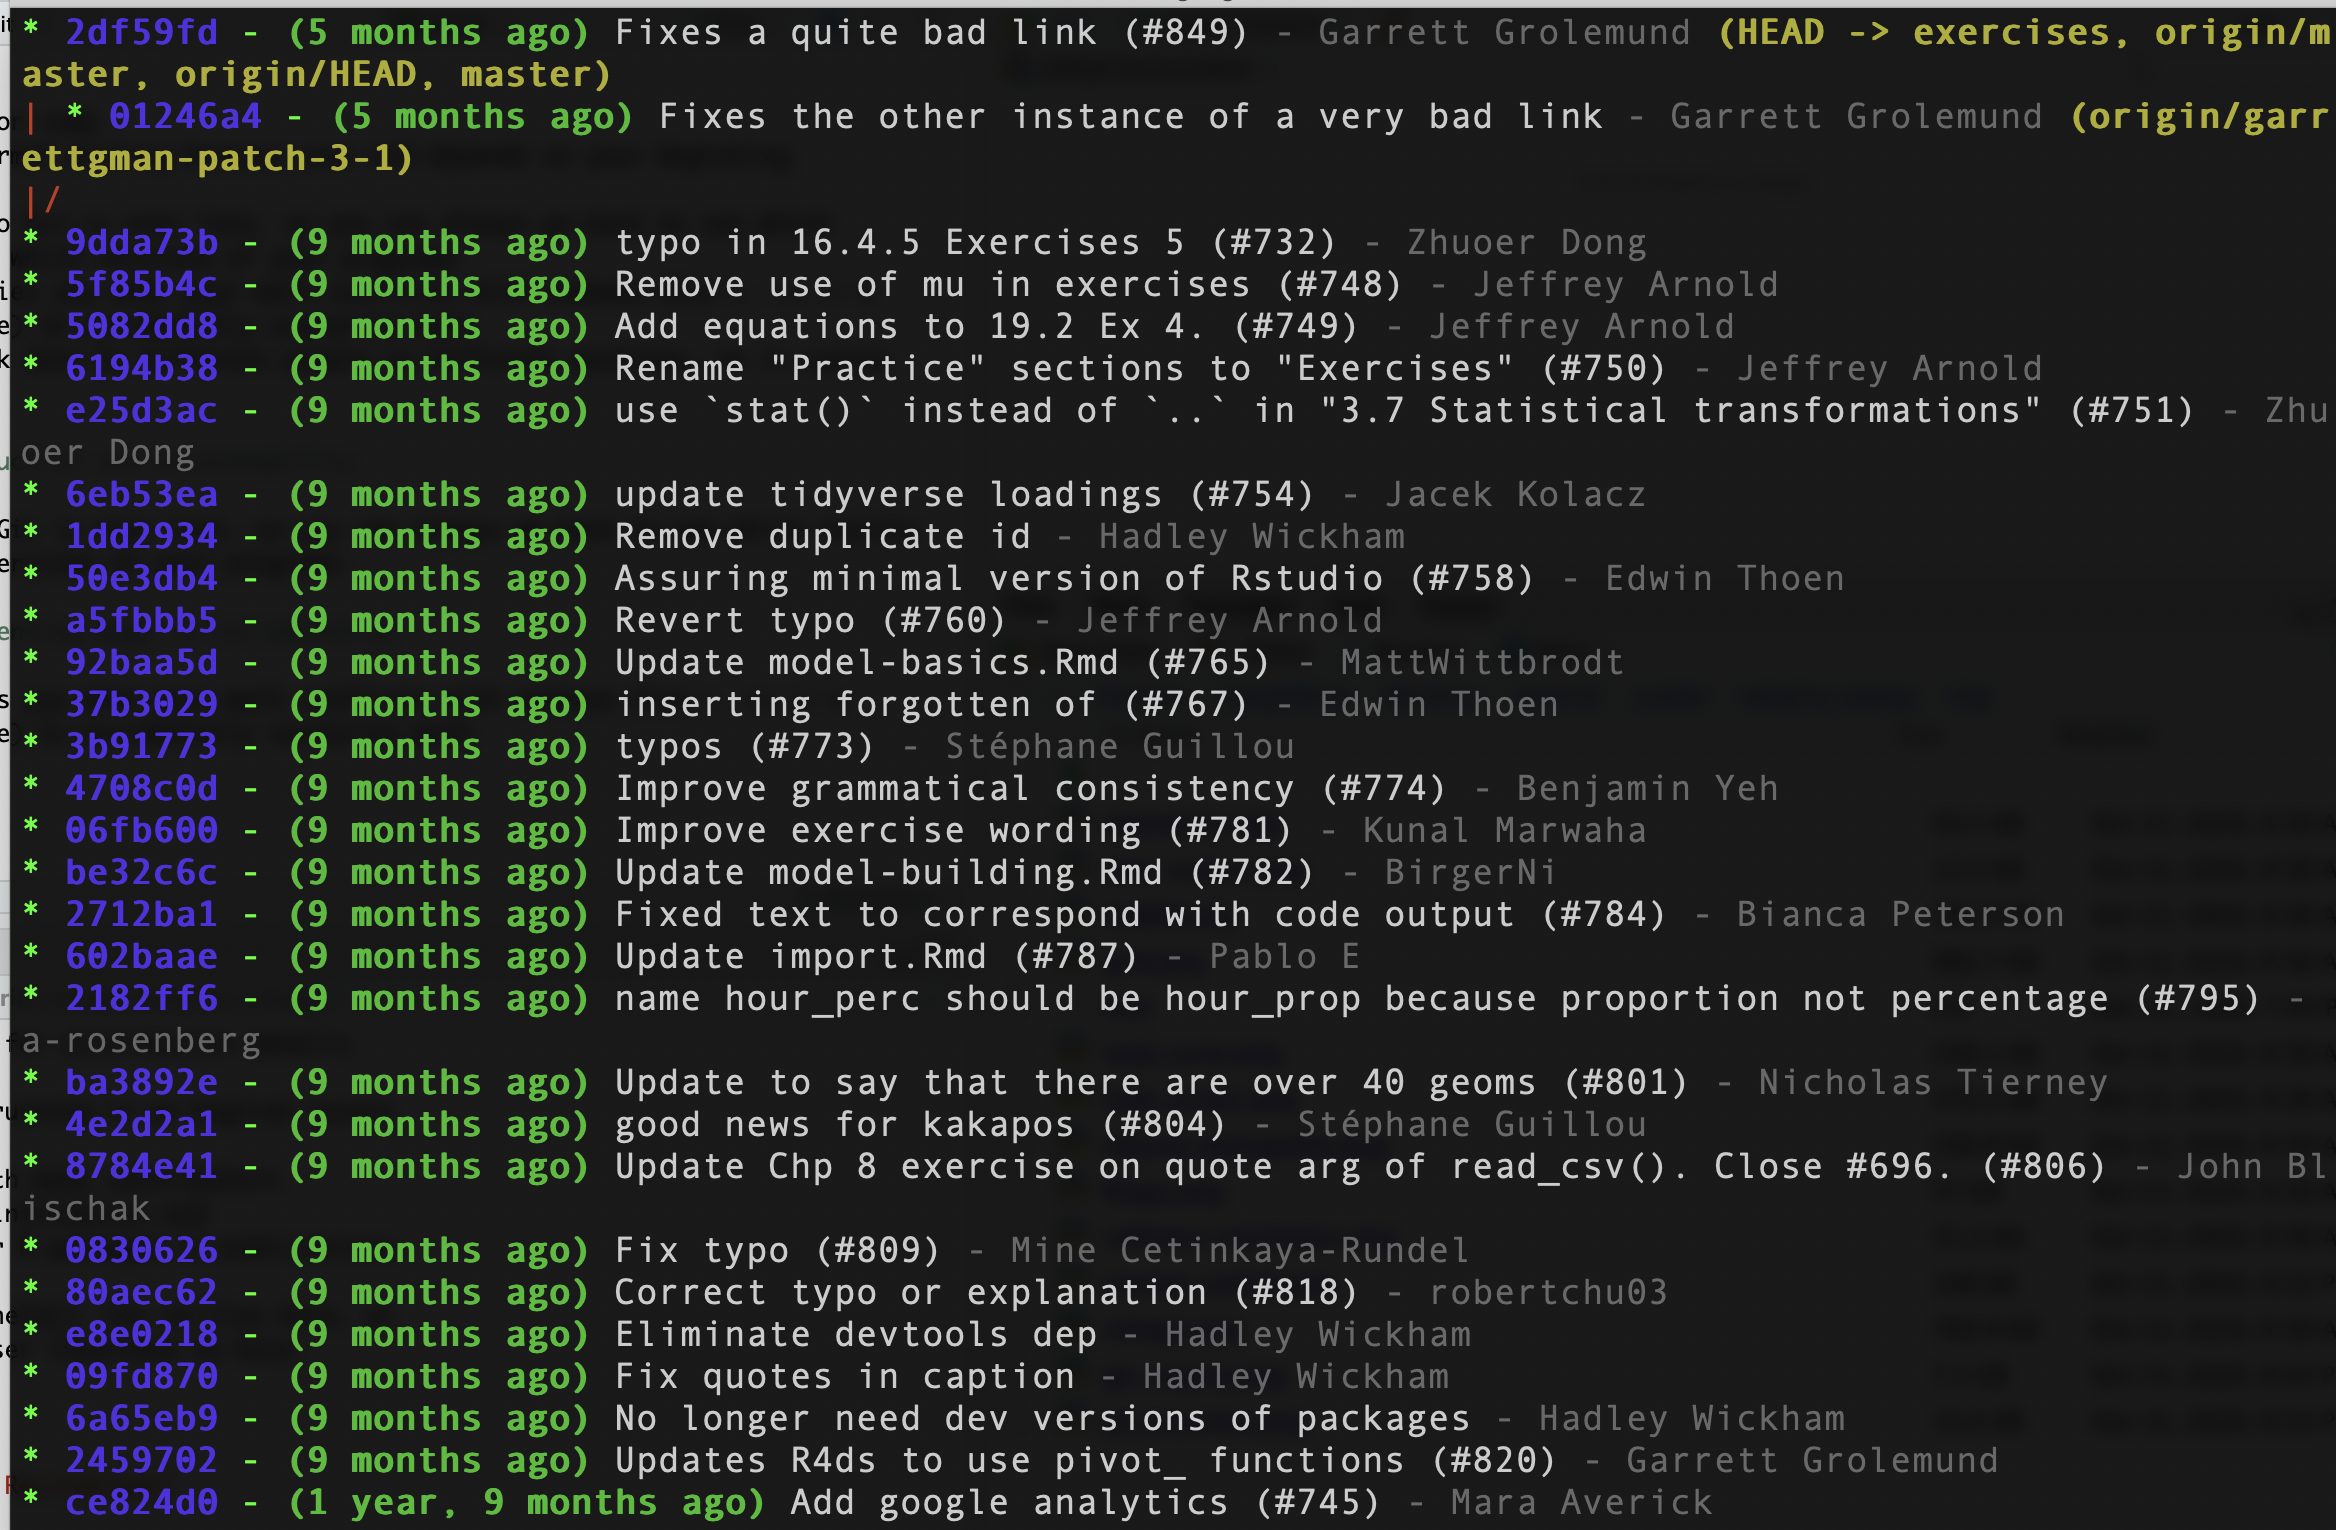 * 2df59fd - (5 months ago) Fixes a quite bad link (#849) - Garrett Grolemund (HEAD -> exercises, origin/m
aster, origin/HEAD, master)
| * 01246a4 - (5 months ago) Fixes the other instance of a very bad link - Garrett Grolemund (origin/garr
ettgman-patch-3-1)
|/
* 9dda73b - (9 months ago) typo in 16.4.5 Exercises 5 (#732) - Zhuoer Dong
* 5f85b4c - (9 months ago) Remove use of mu in exercises (#748) - Jeffrey Arnold
* 5082dd8 - (9 months ago) Add equations to 19.2 Ex 4. (#749) - Jeffrey Arnold
* 6194b38 - (9 months ago) Rename "Practice" sections to "Exercises" (#750) - Jeffrey Arnold
* e25d3ac - (9 months ago) use `stat()` instead of `..` in "3.7 Statistical transformations" (#751) - Zhu
oer Dong
* 6eb53ea - (9 months ago) update tidyverse loadings (#754) - Jacek Kolacz
* 1dd2934 - (9 months ago) Remove duplicate id - Hadley Wickham
* 50e3db4 - (9 months ago) Assuring minimal version of Rstudio (#758) - Edwin Thoen
* a5fbbb5 - (9 months ago) Revert typo (#760) - Jeffrey Arnold
* 92baa5d - (9 months ago) Update model-basics.Rmd (#765) - MattWittbrodt
* 37b3029 - (9 months ago) inserting forgotten of (#767) - Edwin Thoen
* 3b91773 - (9 months ago) typos (#773) - Stéphane Guillou
* 4708c0d - (9 months ago) Improve grammatical consistency (#774) - Benjamin Yeh
* 06fb600 - (9 months ago) Improve exercise wording (#781) - Kunal Marwaha
* be32c6c - (9 months ago) Update model-building.Rmd (#782) - BirgerNi
* 2712ba1 - (9 months ago) Fixed text to correspond with code output (#784) - Bianca Peterson
* 602baae - (9 months ago) Update import.Rmd (#787) - Pablo E
* 2182ff6 - (9 months ago) name hour_perc should be hour_prop because proportion not percentage (#795) -
a-rosenberg
* ba3892e - (9 months ago) Update to say that there are over 40 geoms (#801) - Nicholas Tierney
* 4e2d2a1 - (9 months ago) good news for kakapos (#804) - Stéphane Guillou
* 8784e41 - (9 months ago) Update Chp 8 exercise on quote arg of read_csv(). Close #696. (#806) - John Bl
ischak
* 0830626 - (9 months ago) Fix typo (#809) - Mine Cetinkaya-Rundel
* 80aec62 - (9 months ago) Correct typo or explanation (#818) - robertchu03
* e8e0218 - (9 months ago) Eliminate devtools dep - Hadley Wickham
* 09fd870 - (9 months ago) Fix quotes in caption - Hadley Wickham
* 6a65eb9 - (9 months ago) No longer need dev versions of packages - Hadley Wickham
* 2459702 - (9 months ago) Updates R4ds to use pivot_ functions (#820) - Garrett Grolemund
* ce824d0 - (1 year, 9 months ago) Add google analytics (#745) - Mara Averick